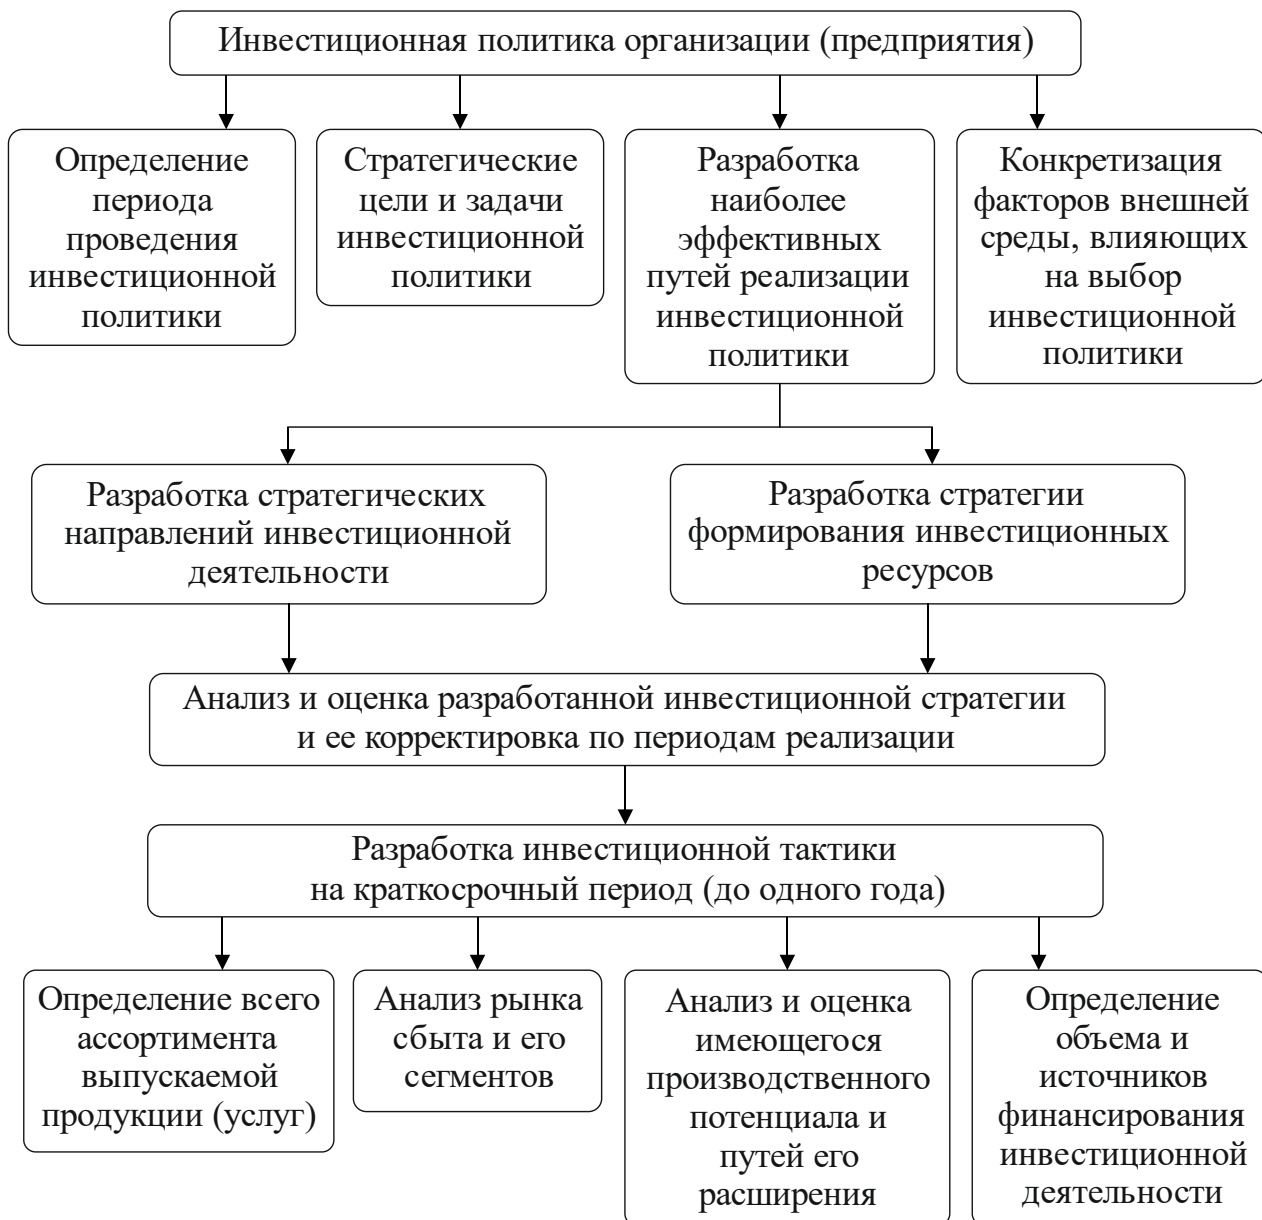 Инвестиционная политика организации (предприятия)
Определение
периода
проведения
инвестиционной
политики
Стратегические
цели и задачи
инвестиционной
политики
Разработка
наиболее
эффективных
путей реализации
инвестиционной
политики
Конкретизация
факторов внешней
среды, влияющих
на выбор
инвестиционной
политики
Разработка стратегических
направлений инвестиционной
деятельности
Разработка стратегии
формирования инвестиционных
ресурсов
Анализ и оценка разработанной инвестиционной стратегии
и ее корректировка по периодам реализации
Разработка инвестиционной тактики
на краткосрочный период (до одного года)
Определение всего
ассортимента
выпускаемой
продукции (услуг)
Анализ рынка
сбыта и его
сегментов
Анализ и оценка
имеющегося
производственного
потенциала и
путей его
расширения
Определение
объема и
источников
финансирования
инвестиционной
деятельности